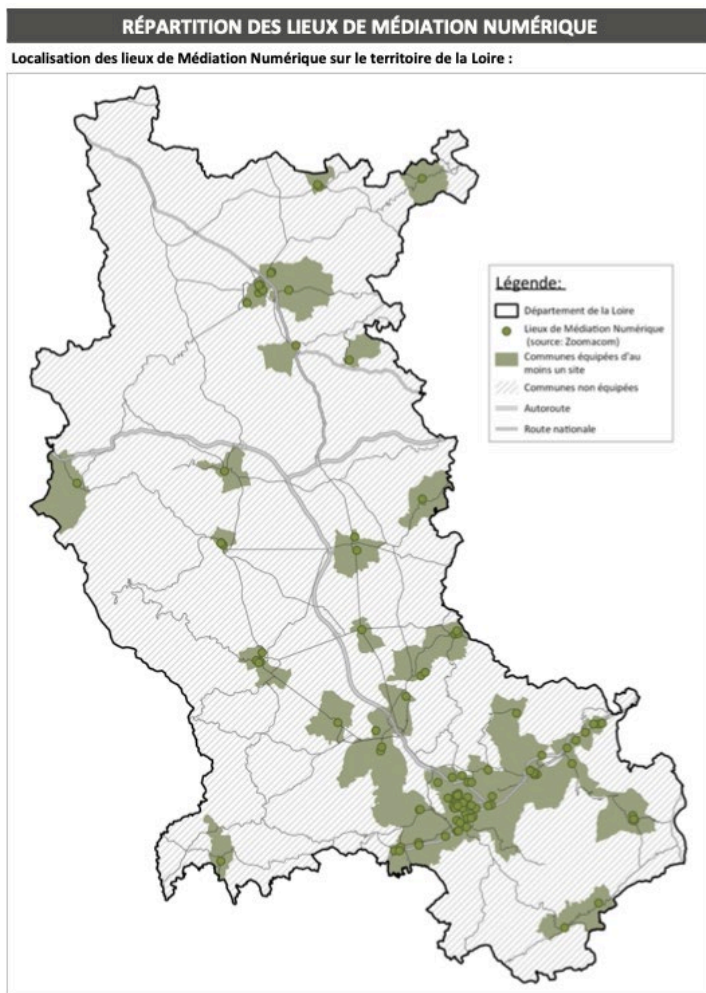 RÉPARTITION DES LIEUX DE MÉDIATION NUMÉRIQUE
Localisation des lieux de Médiation Numérique sur le territoire de la Loire :
Légende:
Département de la Loire
Lieux de Médiation Numérique
(source: Zoomacom)
Communes équipées d'au
moins un site
Communes non équipées
Autoroute
Route nationale